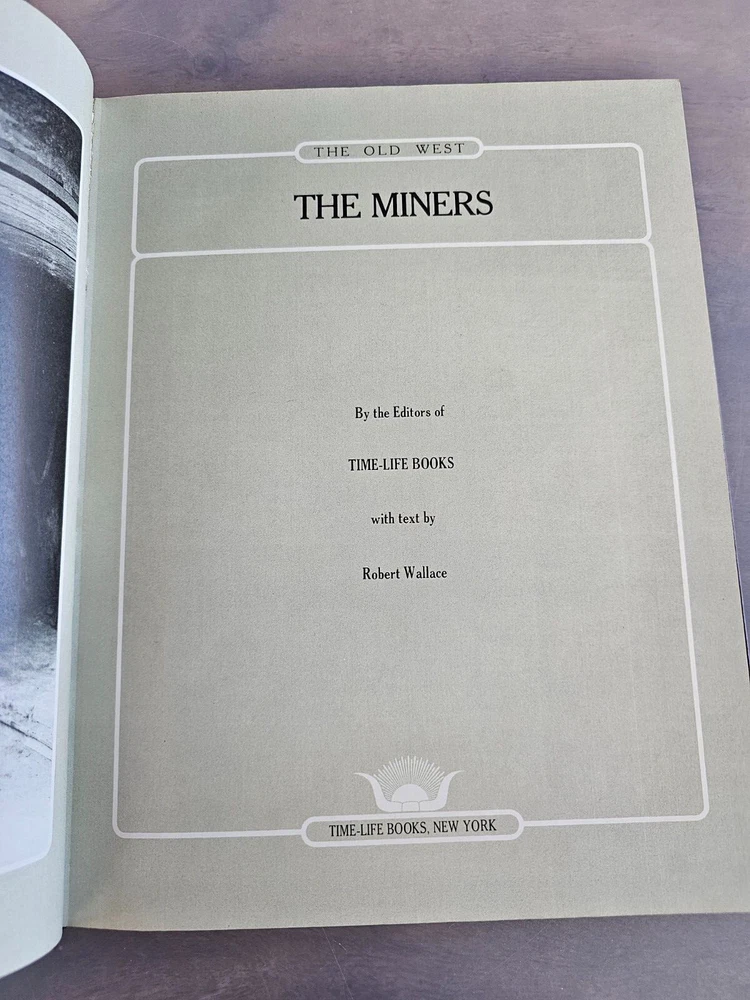 THE OLD WEST
THE MINERS
By the Editors of
TIME-LIFE BOOKS
with text by
Robert Wallace
TIME-LIFE BOOKS, NEW YORK